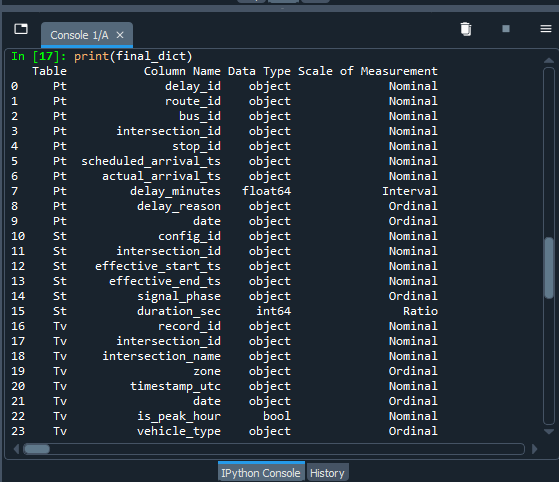 Console 1/A ×
In [17]: print(final_dict)
Table Column Name Data Type Scale of Measurement
0 Pt delay_id object Nominal
1 Pt route_id object Nominal
2 Pt bus_id object Nominal
3 Pt intersection_id object Nominal
4 Pt stop_id object Nominal
5 Pt scheduled_arrival_ts object Nominal
6 Pt actual_arrival_ts object Nominal
7 Pt delay_minutes float64 Interval
8 Pt delay_reason object Ordinal
9 Pt date object Ordinal
10 St config_id object Nominal
11 St intersection_id object Nominal
12 St effective_start_ts object Nominal
13 St effective_end_ts object Nominal
14 St signal_phase object Ordinal
15 St duration_sec int64 Ratio
16 Tv record_id object Nominal
17 Tv intersection_id object Nominal
18 Tv intersection_name object Nominal
19 Tv zone object Ordinal
20 Tv timestamp_utc object Nominal
21 Tv date object Ordinal
22 Tv is_peak_hour bool Nominal
23 Tv vehicle_type object Ordinal
IPython Console History